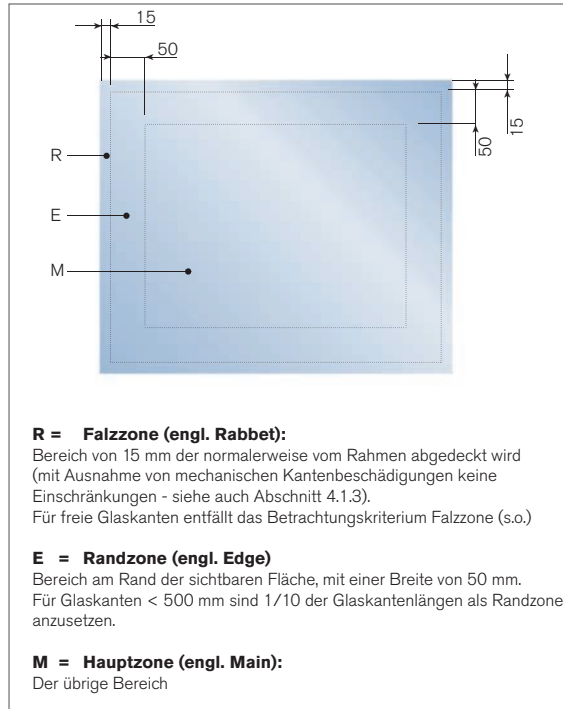 15
50
50
15
R
E
M
R = Falzzone (engl. Rabbet):
Bereich von 15 mm der normalerweise vom Rahmen abgedeckt wird
(mit Ausnahme von mechanischen Kantenbeschädigungen keine
Einschränkungen - siehe auch Abschnitt 4.1.3).
Für freie Glaskanten entfällt das Betrachtungskriterium Falzzone (s.o.)
E = Randzone (engl. Edge)
Bereich am Rand der sichtbaren Fläche, mit einer Breite von 50 mm.
Für Glaskanten < 500 mm sind 1/10 der Glaskantenlängen als Randzone
anzusetzen.
M = Hauptzone (engl. Main):
Der übrige Bereich